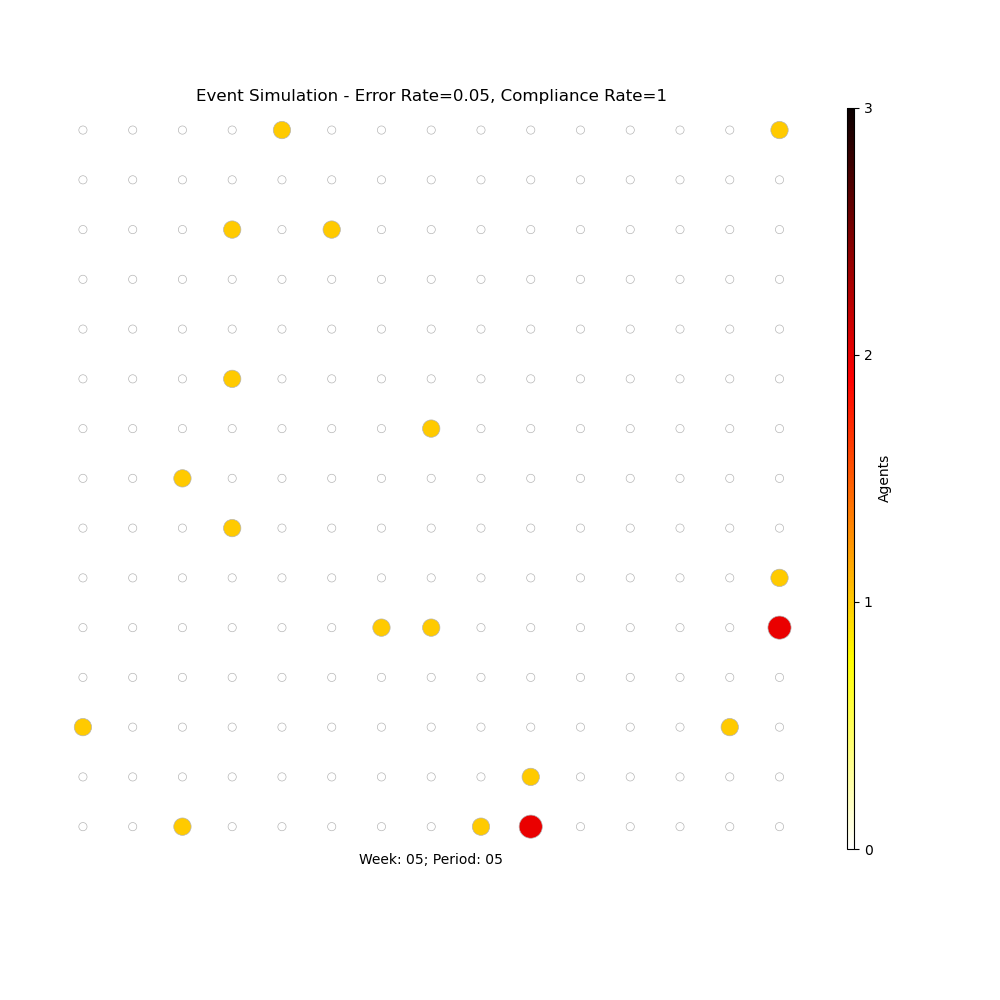 Event Simulation - Error Rate=0.05, Compliance Rate=1
3
2
Agents
1
0
Week: 05; Period: 05